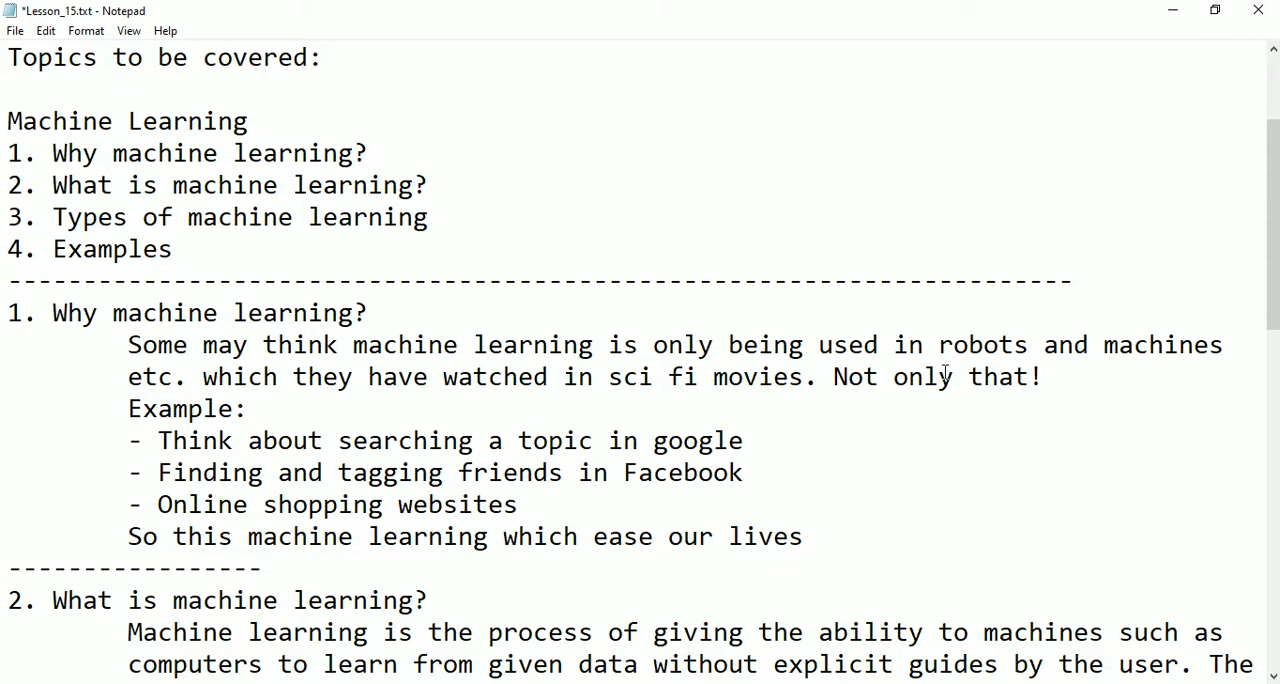 *Lesson_15.txt - Notepad
File Edit Format View Help
Topics to be covered:
Machine Learning
1. Why machine learning?
2. What is machine learning?
3. Types of machine learning
4. Examples
-----------------------------------------------------------------------
1. Why machine learning?
Some may think machine learning is only being used in robots and machines
etc. which they have watched in sci fi movies. Not only that!
Example:
- Think about searching a topic in google
- Finding and tagging friends in Facebook
- Online shopping websites
So this machine learning which ease our lives
-----------------
2. What is machine learning?
Machine learning is the process of giving the ability to machines such as
computers to learn from given data without explicit guides by the user. The